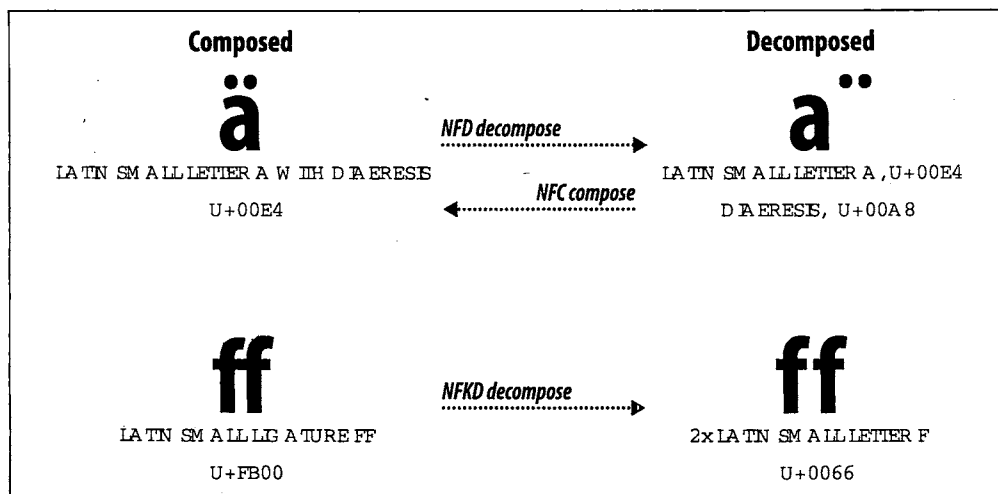 Composed
Decomposed
ä
NFD decompose
a ¨
LATIN SMALL LETTER A WITH DIAERESIS
LATIN SMALL LETTER A, U+00E4
NFC compose
U+00E4
DIAERESIS, U+00A8
ff
NFKD decompose
f f
LATIN SMALL LIGATURE FF
2x LATIN SMALL LETTER F
U+FB00
U+0066